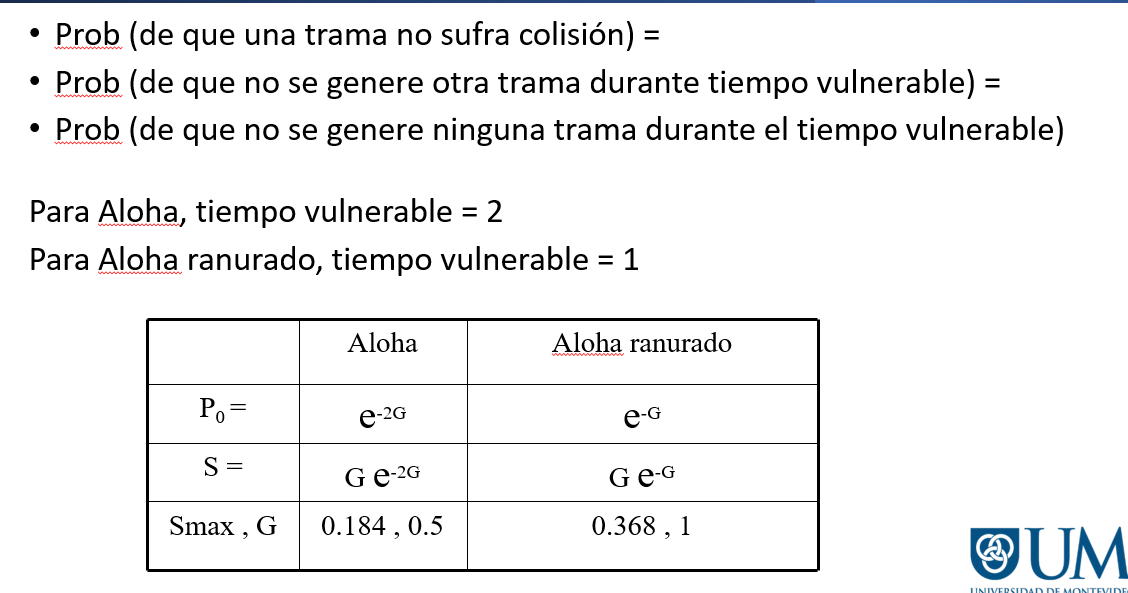 • Prob (de que una trama no sufra colisión) =
• Prob (de que no se genere otra trama durante tiempo vulnerable) =
• Prob (de que no se genere ninguna trama durante el tiempo vulnerable)
Para Aloha, tiempo vulnerable = 2
Para Aloha ranurado, tiempo vulnerable = 1
Aloha Aloha ranurado
P₀ = e⁻²ᴳ e⁻ᴳ
S = G e⁻²ᴳ G e⁻ᴳ
Smax , G 0.184 , 0.5 0.368 , 1
UM
UNIVERSIDAD DE MONTEVIDE